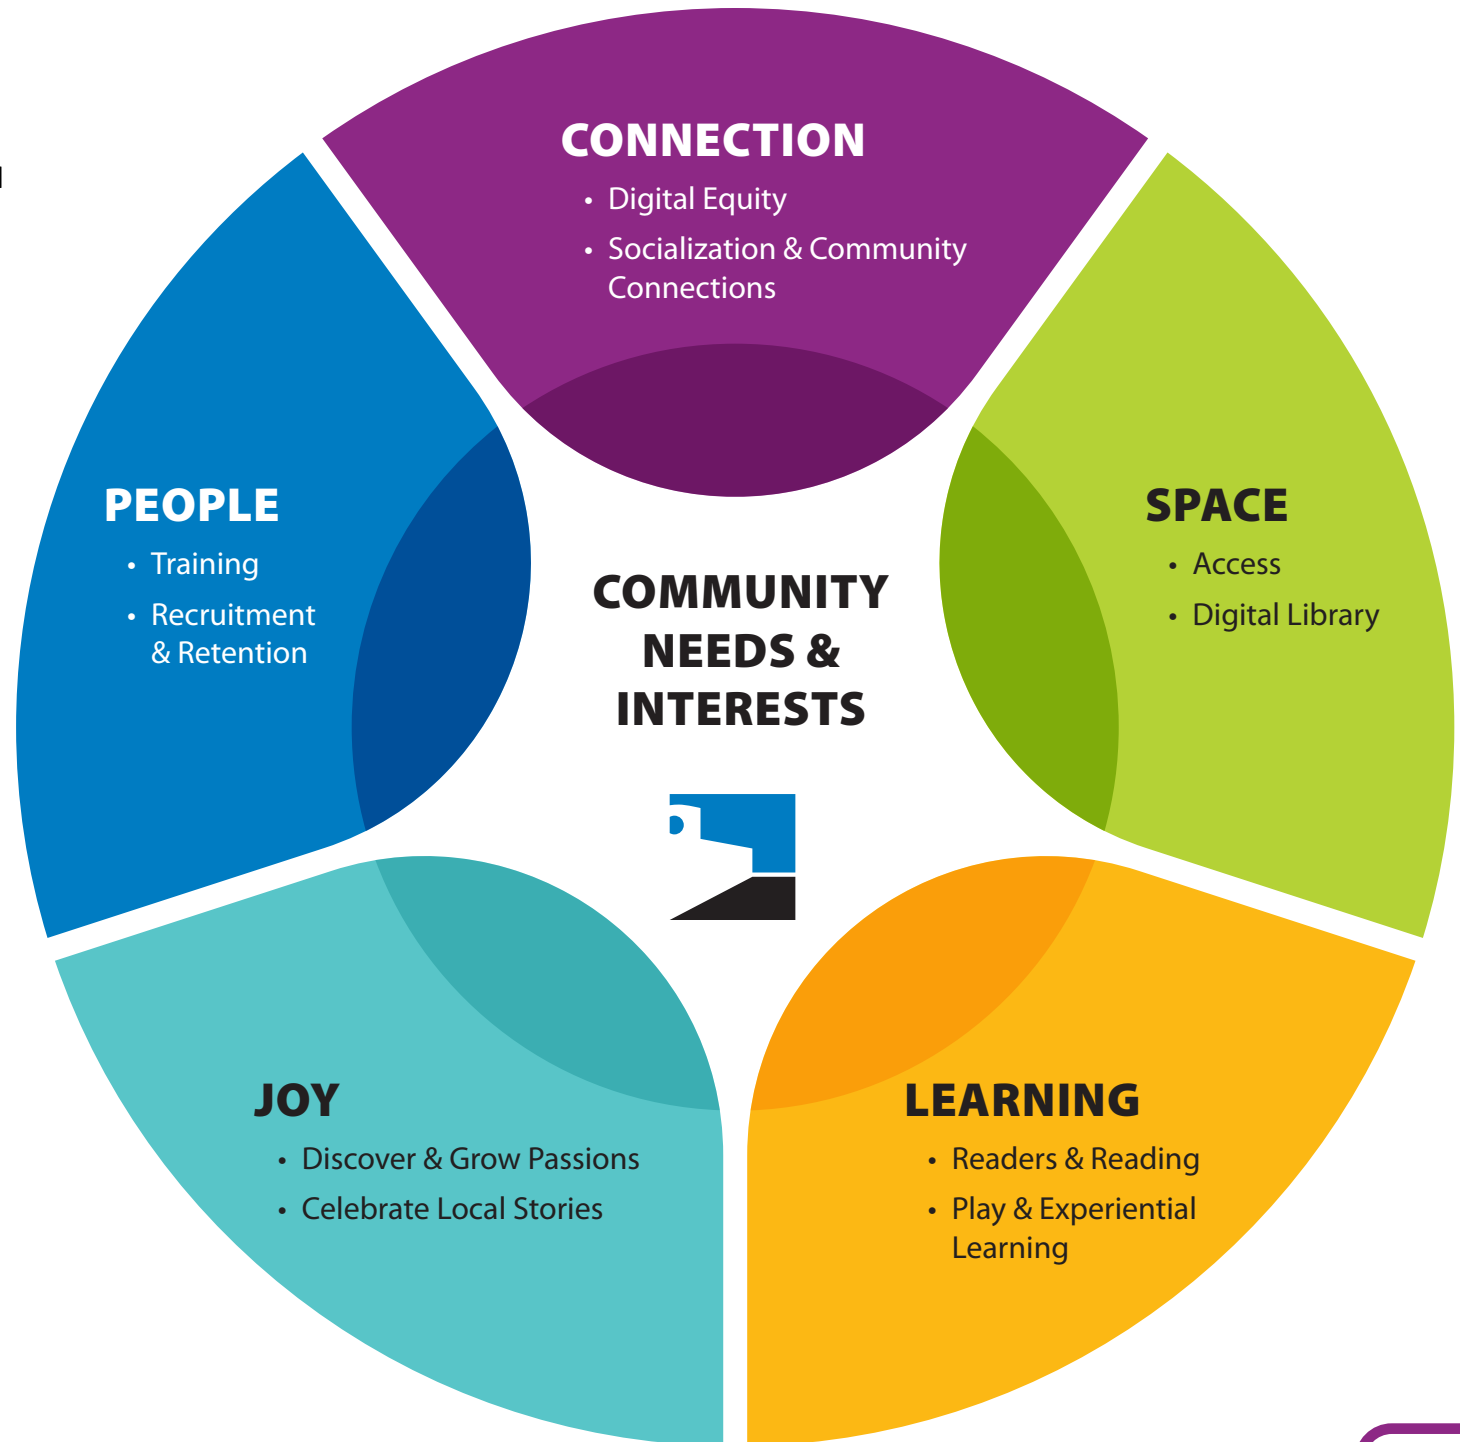 CONNECTION
• Digital Equity
• Socialization & Community
Connections
PEOPLE
• Training
• Recruitment
& Retention
SPACE
• Access
• Digital Library
COMMUNITY
NEEDS &
INTERESTS
JOY
• Discover & Grow Passions
• Celebrate Local Stories
LEARNING
• Readers & Reading
• Play & Experiential
Learning